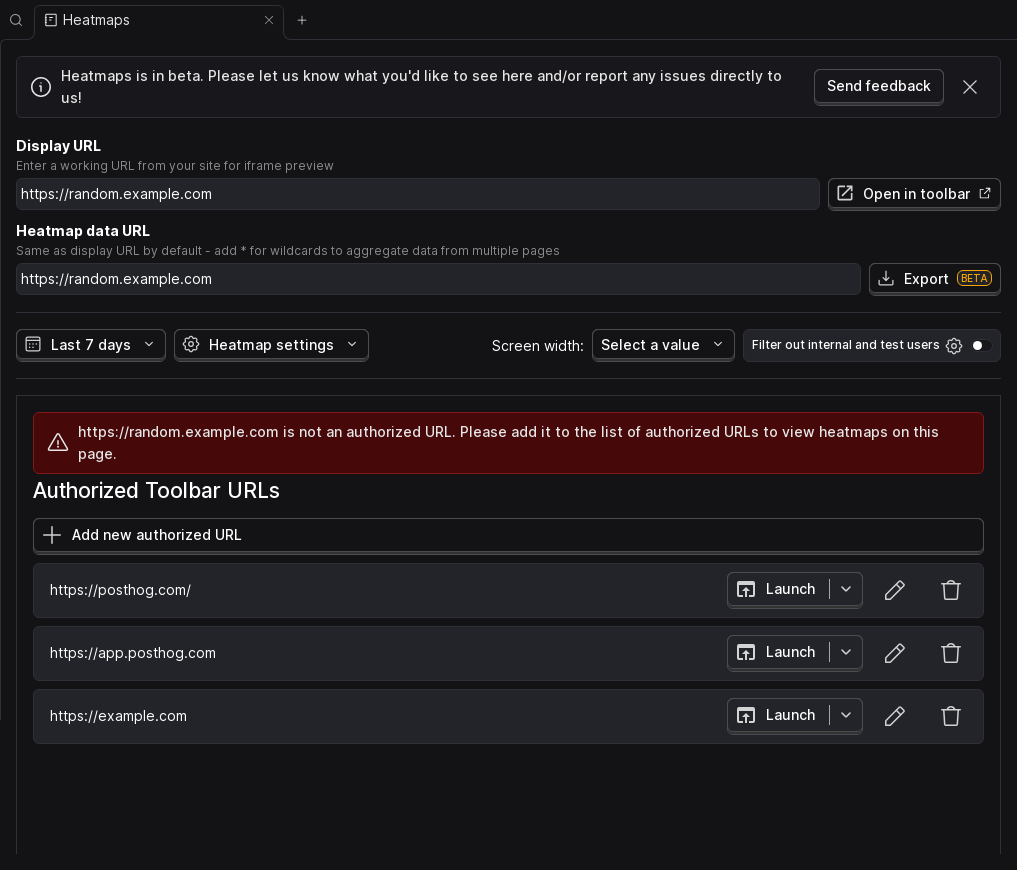 Heatmaps
Heatmaps is in beta. Please let us know what you'd like to see here and/or report any issues directly to
us!
Send feedback
Display URL
Enter a working URL from your site for iframe preview
https://random.example.com
Open in toolbar
Heatmap data URL
Same as display URL by default - add * for wildcards to aggregate data from multiple pages
https://random.example.com
Export BETA
Last 7 days
Heatmap settings
Screen width:
Select a value
Filter out internal and test users
https://random.example.com is not an authorized URL. Please add it to the list of authorized URLs to view heatmaps on this
page.
Authorized Toolbar URLs
Add new authorized URL
https://posthog.com/
Launch
https://app.posthog.com
Launch
https://example.com
Launch